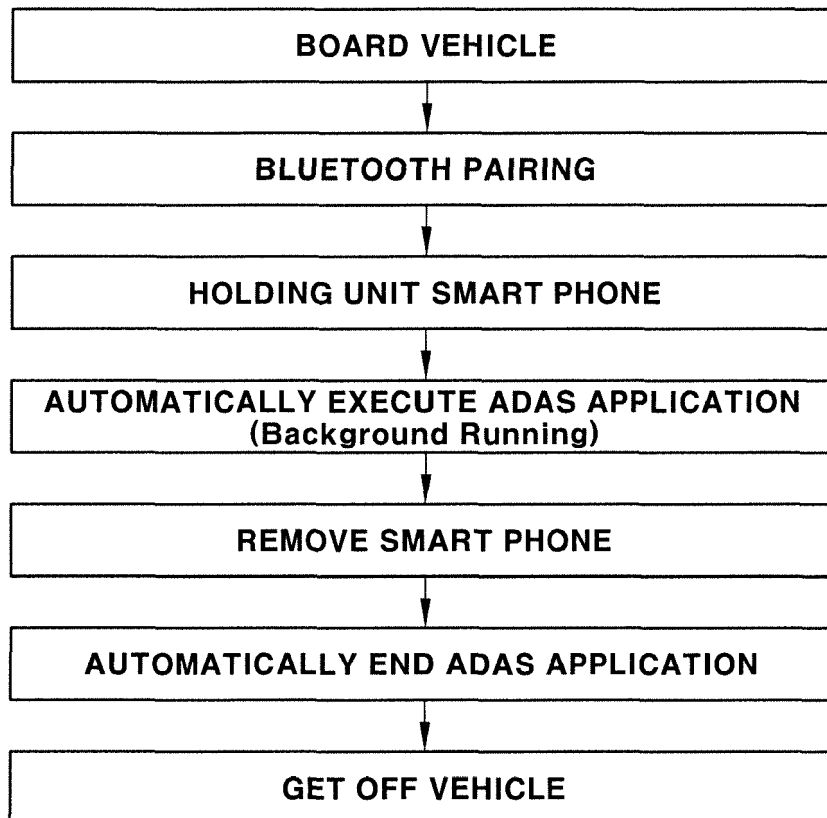 BOARD VEHICLE
BLUETOOTH PAIRING
HOLDING UNIT SMART PHONE
AUTOMATICALLY EXECUTE ADAS APPLICATION
(Background Running)
REMOVE SMART PHONE
AUTOMATICALLY END ADAS APPLICATION
GET OFF VEHICLE